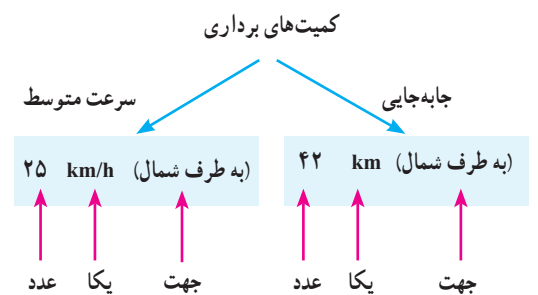 کمیت‌های برداری
جابه‌جایی
سرعت متوسط
۴۲ km (به طرف شمال)
۲۵ km/h (به طرف شمال)
جهت یکا عدد
جهت یکا عدد